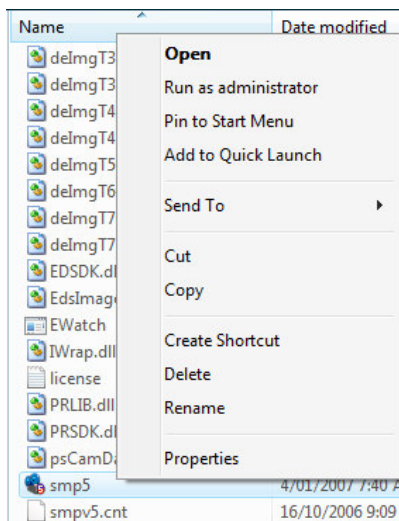 Name Date modified
deImgT3
deImgT3
deImgT4
deImgT4
deImgT5
deImgT6
deImgT7
deImgT7
EDSDK.dl
EdsImage
EWatch
IWrap.dll
license
PRLIB.dll
PRSDK.dl
psCamDa
smp5 4/01/2007 7:40 A
smpv5.cnt 16/10/2006 9:09
Open
Run as administrator
Pin to Start Menu
Add to Quick Launch
Send To
Cut
Copy
Create Shortcut
Delete
Rename
Properties